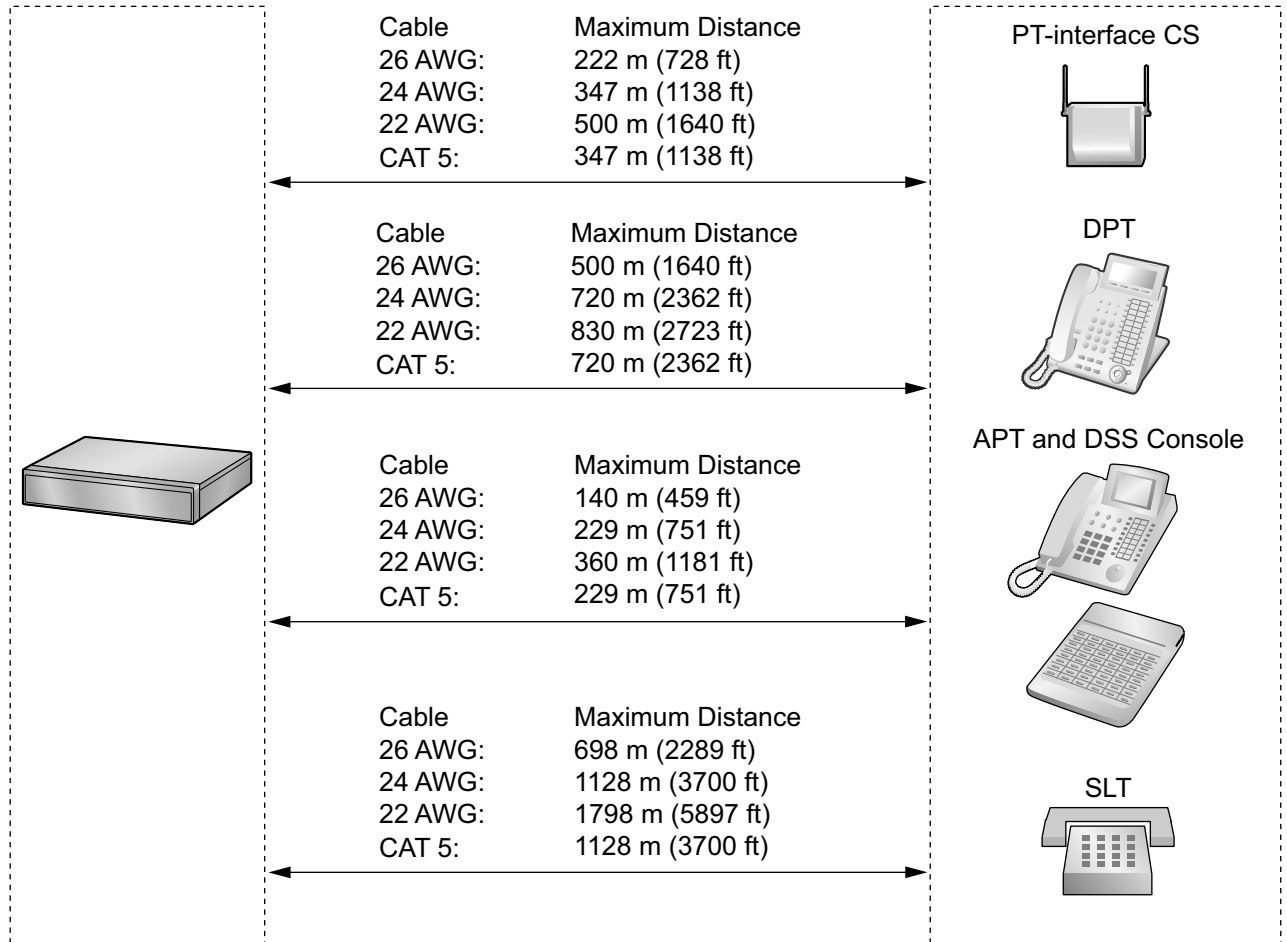 Cable Maximum Distance
26 AWG: 222 m (728 ft)
24 AWG: 347 m (1138 ft)
22 AWG: 500 m (1640 ft)
CAT 5: 347 m (1138 ft)
PT-interface CS
Cable Maximum Distance
26 AWG: 500 m (1640 ft)
24 AWG: 720 m (2362 ft)
22 AWG: 830 m (2723 ft)
CAT 5: 720 m (2362 ft)
DPT
Cable Maximum Distance
26 AWG: 140 m (459 ft)
24 AWG: 229 m (751 ft)
22 AWG: 360 m (1181 ft)
CAT 5: 229 m (751 ft)
APT and DSS Console
Cable Maximum Distance
26 AWG: 698 m (2289 ft)
24 AWG: 1128 m (3700 ft)
22 AWG: 1798 m (5897 ft)
CAT 5: 1128 m (3700 ft)
SLT